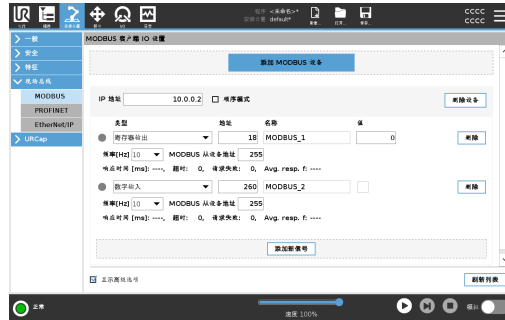 程序 <未命名>*
安装设置 default*
新建...
打开...
保存...
CCCC
CCCC
运行
程序
安装设置
移动
I/O
日志
一般
安全
特征
现场总线
MODBUS
PROFINET
EtherNet/IP
URCap
MODBUS 客户端 IO 设置
添加 MODBUS 设备
IP 地址 10.0.0.2 顺序模式 删除设备
类型 地址 名称 值
寄存器输出 18 MODBUS_1 0 删除
频率[Hz] 10 MODBUS 从设备地址 255
响应时间 [ms]: ----, 超时: 0, 请求失败: 0, Avg. resp. f: ----
数字输入 260 MODBUS_2 删除
频率[Hz] 10 MODBUS 从设备地址 255
响应时间 [ms]: ----, 超时: 0, 请求失败: 0, Avg. resp. f: ----
添加新信号
显示高级选项 刷新列表
正常
速度 100%
模拟